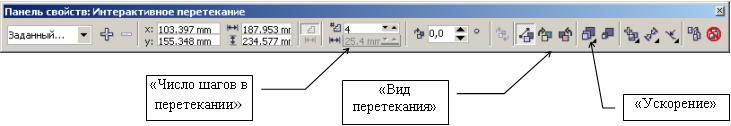 Панель свойств: Интерактивное перетекание
Заданный...
x: 103.397 mm
y: 155.348 mm
187.953 mm
234.577 mm
4
25.4 mm
0,0 °
«Число шагов в
перетекании»
«Вид
перетекания»
«Ускорение»